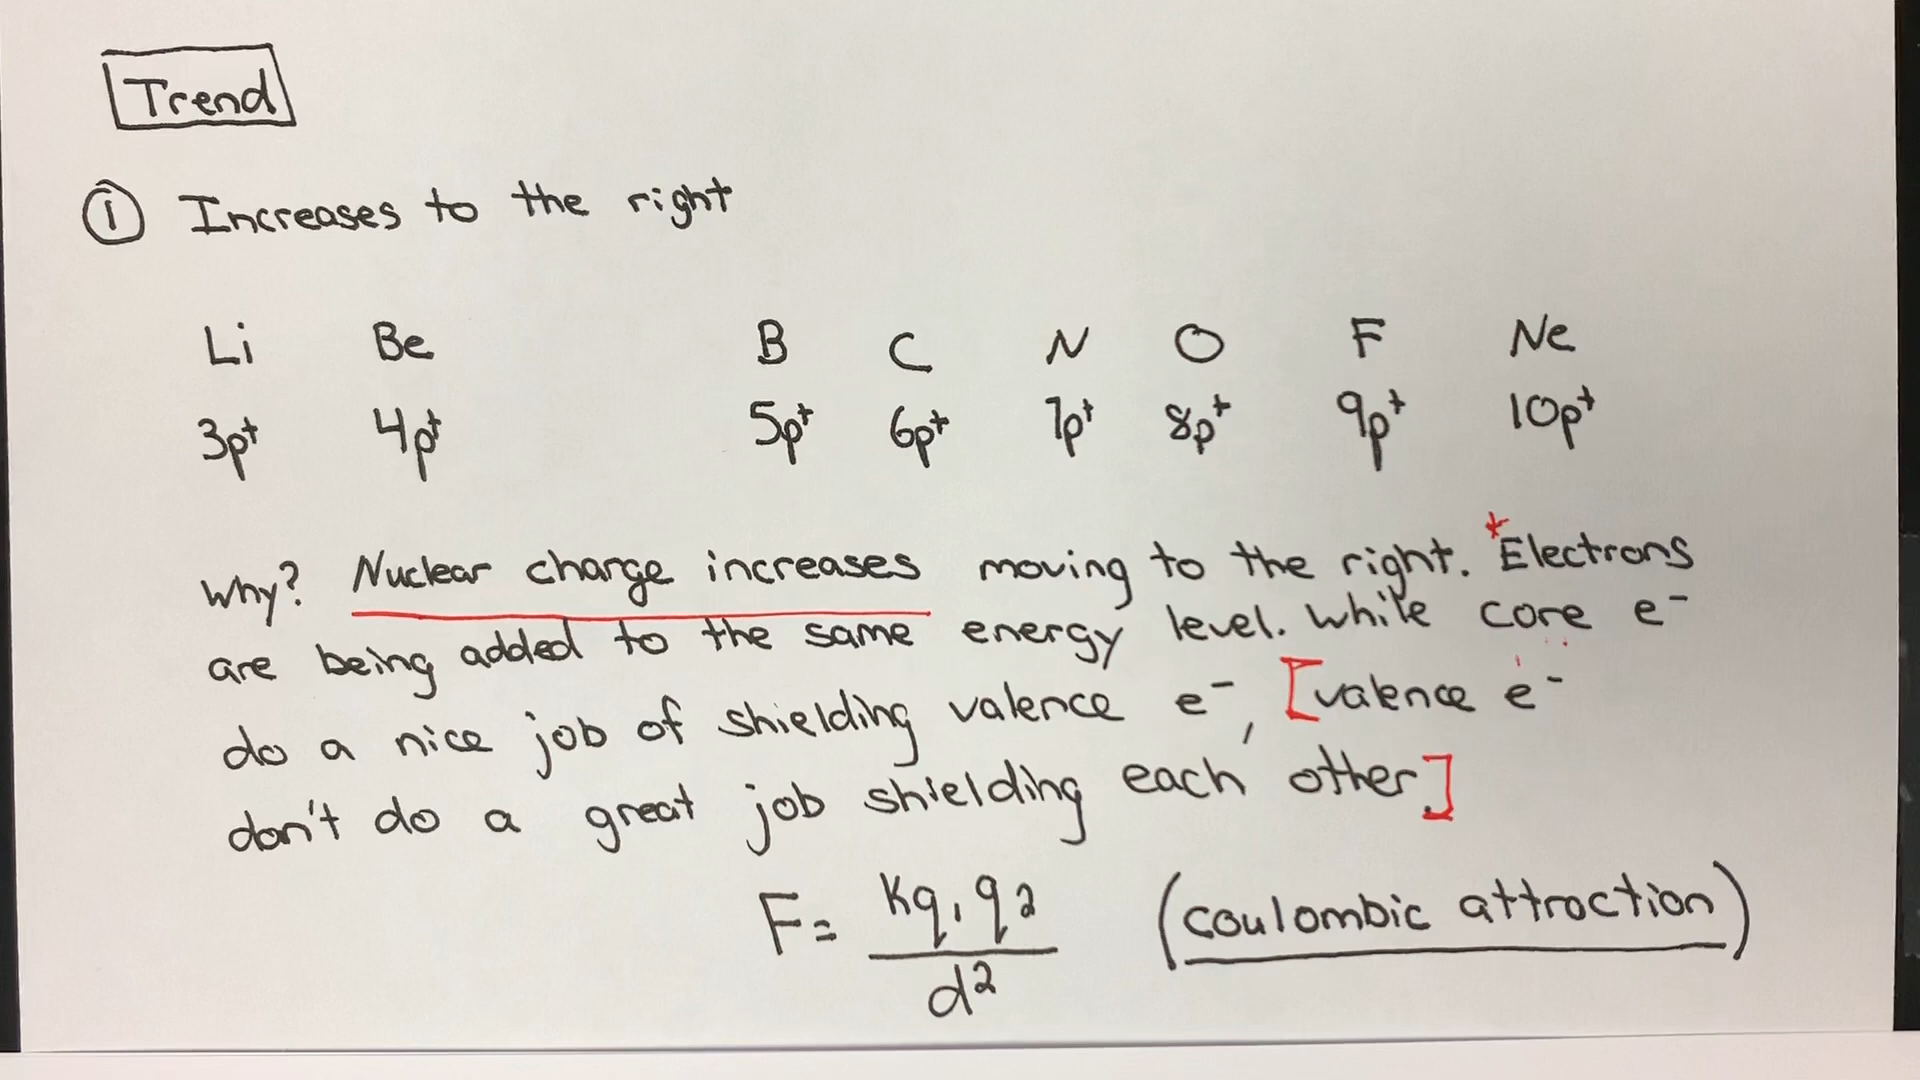 Trend
① Increases to the right
Li Be B C N O F Ne
3p⁺ 4p⁺ 5p⁺ 6p⁺ 7p⁺ 8p⁺ 9p⁺ 10p⁺
Why? Nuclear charge increases moving to the right. *Electrons
are being added to the same energy level. While core e⁻
do a nice job of shielding valence e⁻, [valence e⁻
don't do a great job shielding each other.]
F = kq₁q₂ / d² (coulombic attraction)